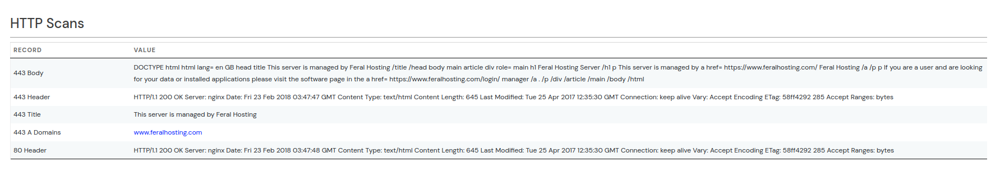 HTTP Scans
RECORD VALUE
443 Body DOCTYPE html html lang= en GB head title This server is managed by Feral Hosting /title /head body main article div role= main h1 Feral Hosting Server /h1 p This server is managed by a href= https://www.feralhosting.com/ Feral Hosting /a /p p If you are a user and are looking
for your data or installed applications please visit the software page in the a href= https://www.feralhosting.com/login/ manager /a . /p /div /article /main /body /html
443 Header HTTP/1.1 200 OK Server: nginx Date: Fri 23 Feb 2018 03:47:47 GMT Content Type: text/html Content Length: 645 Last Modified: Tue 25 Apr 2017 12:35:30 GMT Connection: keep alive Vary: Accept Encoding ETag: 58ff4292 285 Accept Ranges: bytes
443 Title This server is managed by Feral Hosting
443 A Domains www.feralhosting.com
80 Header HTTP/1.1 200 OK Server: nginx Date: Fri 23 Feb 2018 03:47:48 GMT Content Type: text/html Content Length: 645 Last Modified: Tue 25 Apr 2017 12:35:30 GMT Connection: keep alive Vary: Accept Encoding ETag: 58ff4292 285 Accept Ranges: bytes